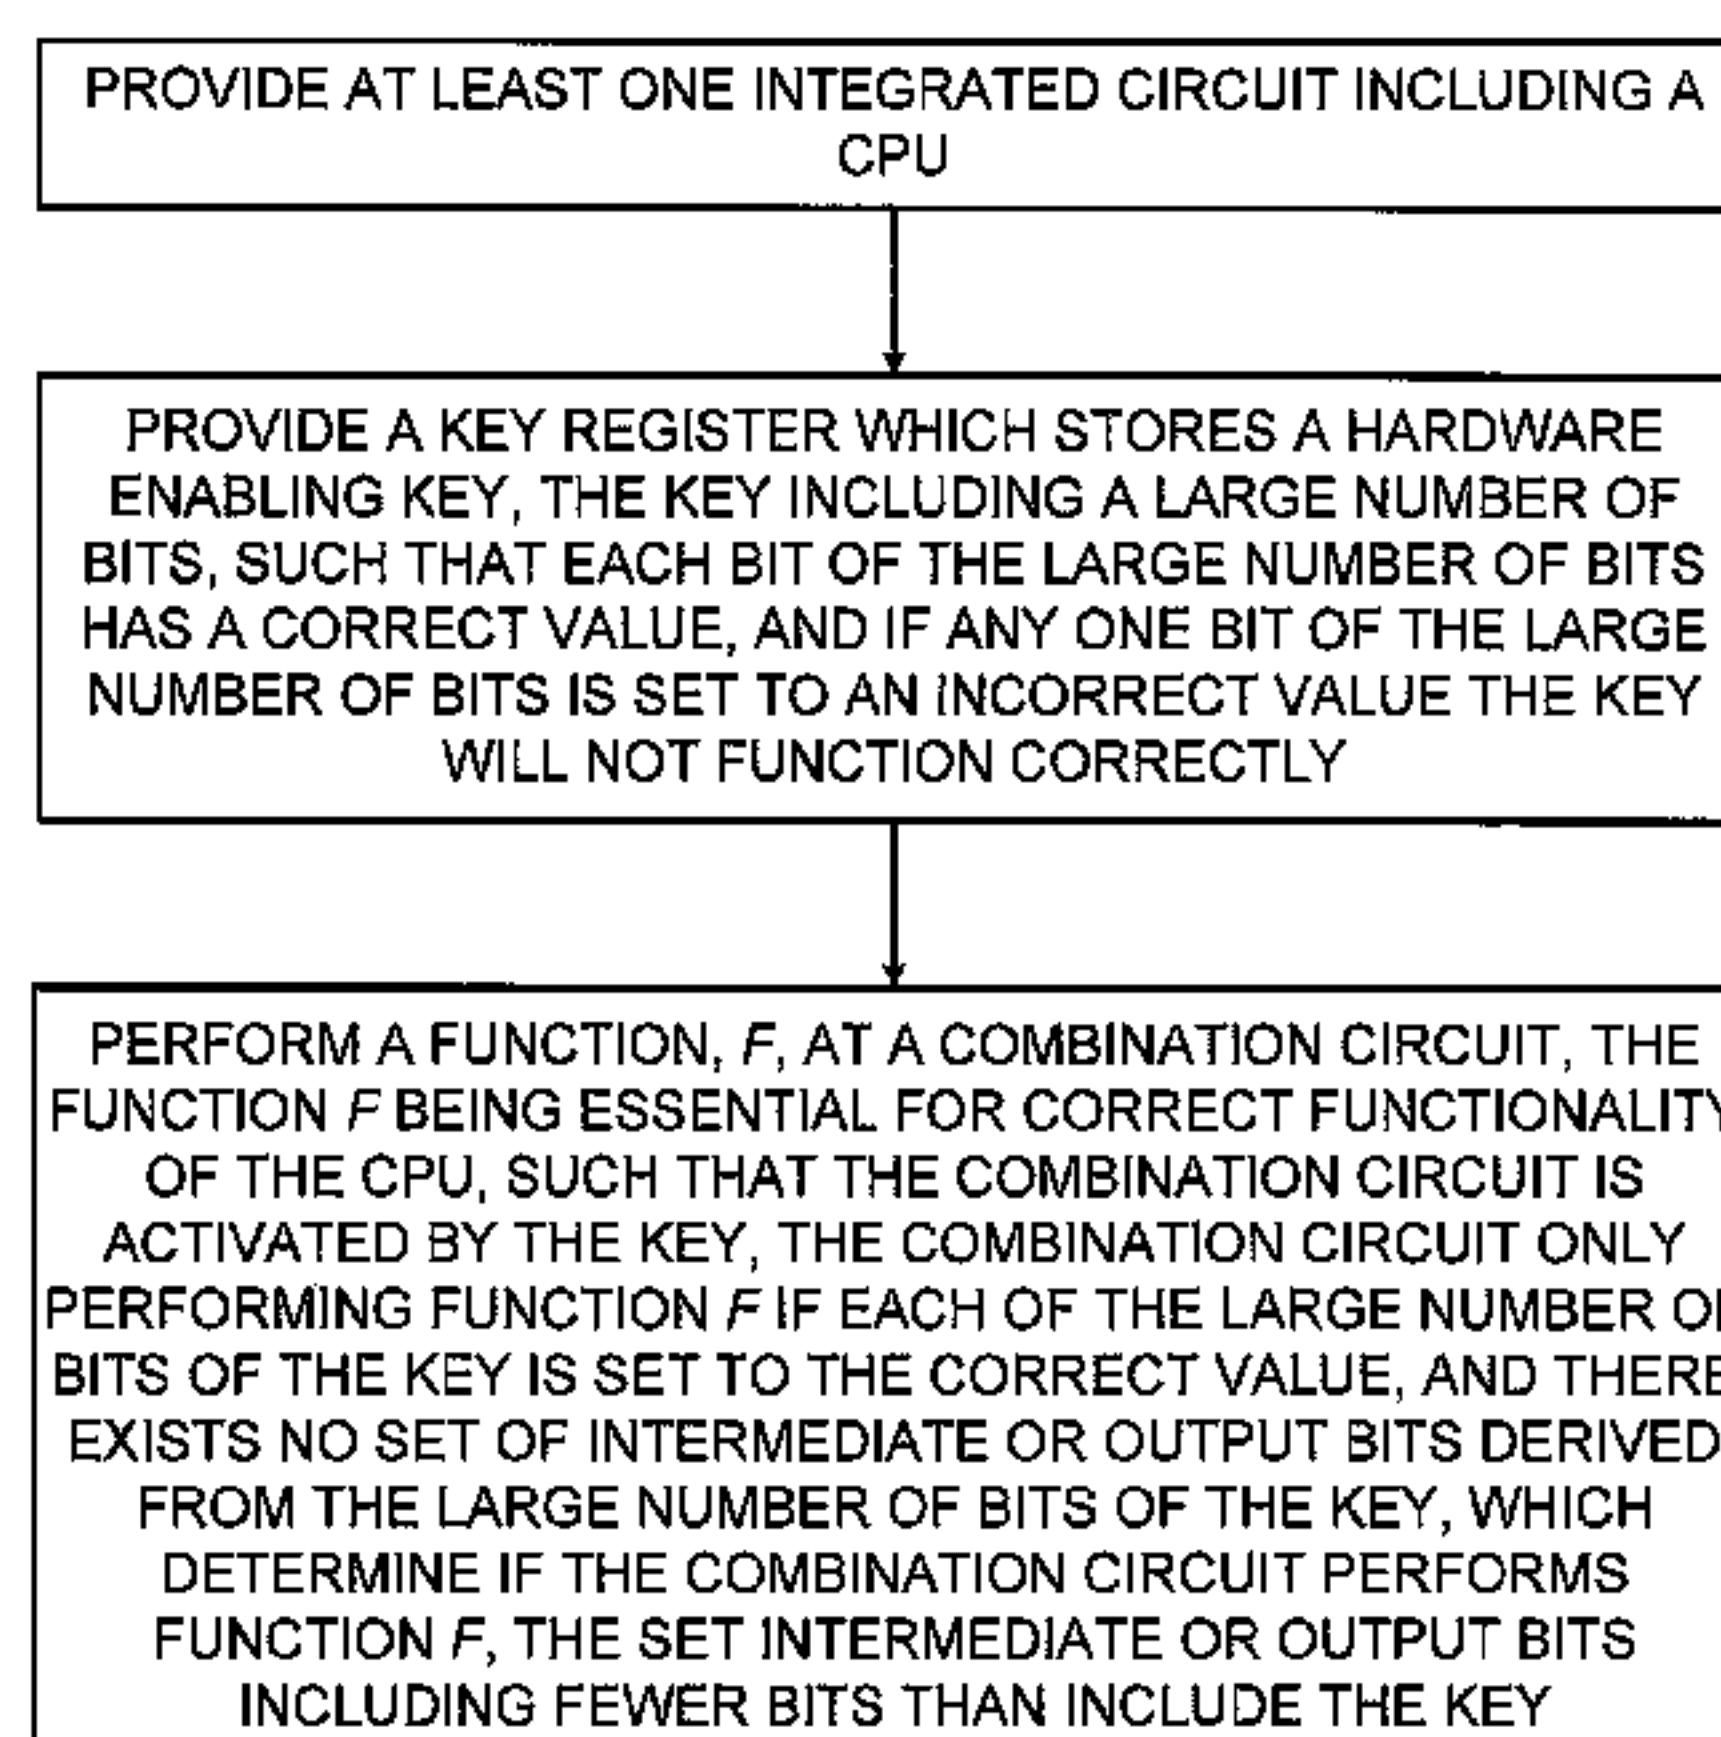 PROVIDE AT LEAST ONE INTEGRATED CIRCUIT INCLUDING A
CPU
PROVIDE A KEY REGISTER WHICH STORES A HARDWARE
ENABLING KEY, THE KEY INCLUDING A LARGE NUMBER OF
BITS, SUCH THAT EACH BIT OF THE LARGE NUMBER OF BITS
HAS A CORRECT VALUE, AND IF ANY ONE BIT OF THE LARGE
NUMBER OF BITS IS SET TO AN INCORRECT VALUE THE KEY
WILL NOT FUNCTION CORRECTLY
PERFORM A FUNCTION, F, AT A COMBINATION CIRCUIT, THE
FUNCTION F BEING ESSENTIAL FOR CORRECT FUNCTIONALITY
OF THE CPU, SUCH THAT THE COMBINATION CIRCUIT IS
ACTIVATED BY THE KEY, THE COMBINATION CIRCUIT ONLY
PERFORMING FUNCTION F IF EACH OF THE LARGE NUMBER OF
BITS OF THE KEY IS SET TO THE CORRECT VALUE, AND THERE
EXISTS NO SET OF INTERMEDIATE OR OUTPUT BITS DERIVED
FROM THE LARGE NUMBER OF BITS OF THE KEY, WHICH
DETERMINE IF THE COMBINATION CIRCUIT PERFORMS
FUNCTION F, THE SET INTERMEDIATE OR OUTPUT BITS
INCLUDING FEWER BITS THAN INCLUDE THE KEY